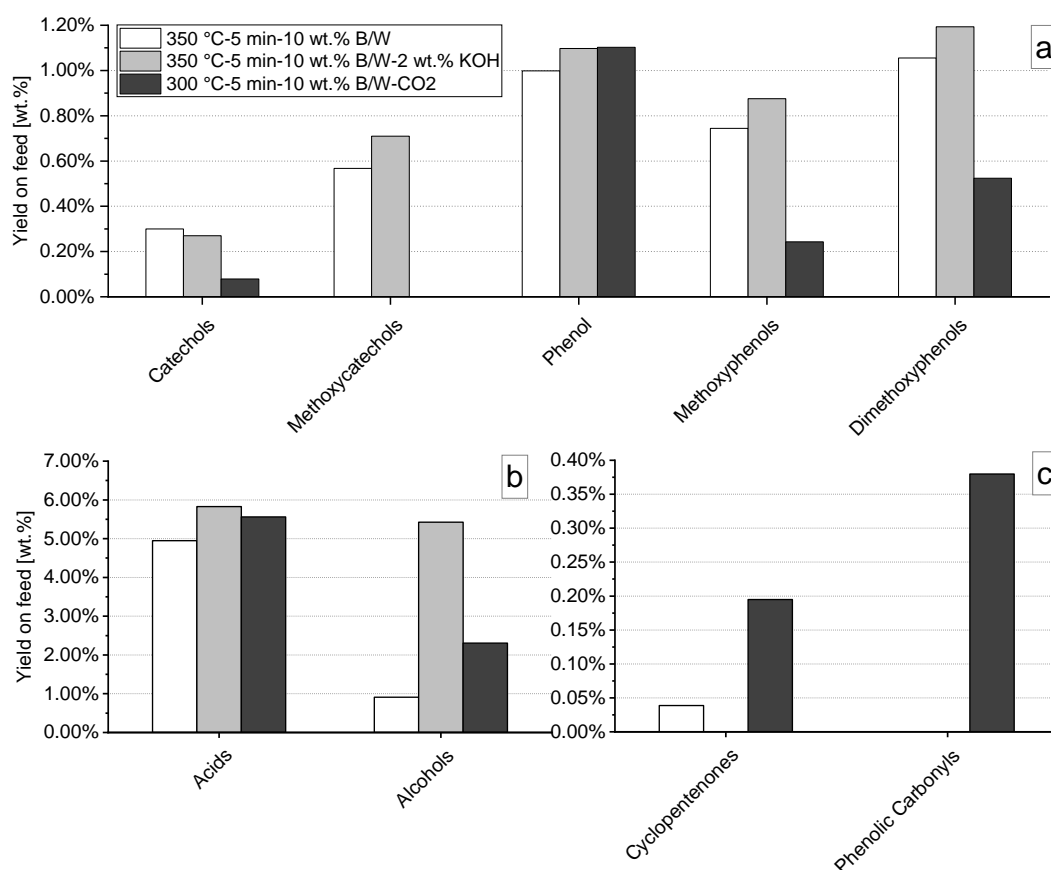 350 °C-5 min-10 wt.% B/W
350 °C-5 min-10 wt.% B/W-2 wt.% KOH
300 °C-5 min-10 wt.% B/W-CO2
a
Yield on feed [wt.%]
1.20%
1.00%
0.80%
0.60%
0.40%
0.20%
0.00%
Catechols
Methoxycatechols
Phenol
Methoxyphenols
Dimethoxyphenols
b
Yield on feed [wt.%]
7.00%
6.00%
5.00%
4.00%
3.00%
2.00%
1.00%
0.00%
Acids
Alcohols
c
0.40%
0.35%
0.30%
0.25%
0.20%
0.15%
0.10%
0.05%
0.00%
Cyclopentenones
Phenolic Carbonyls